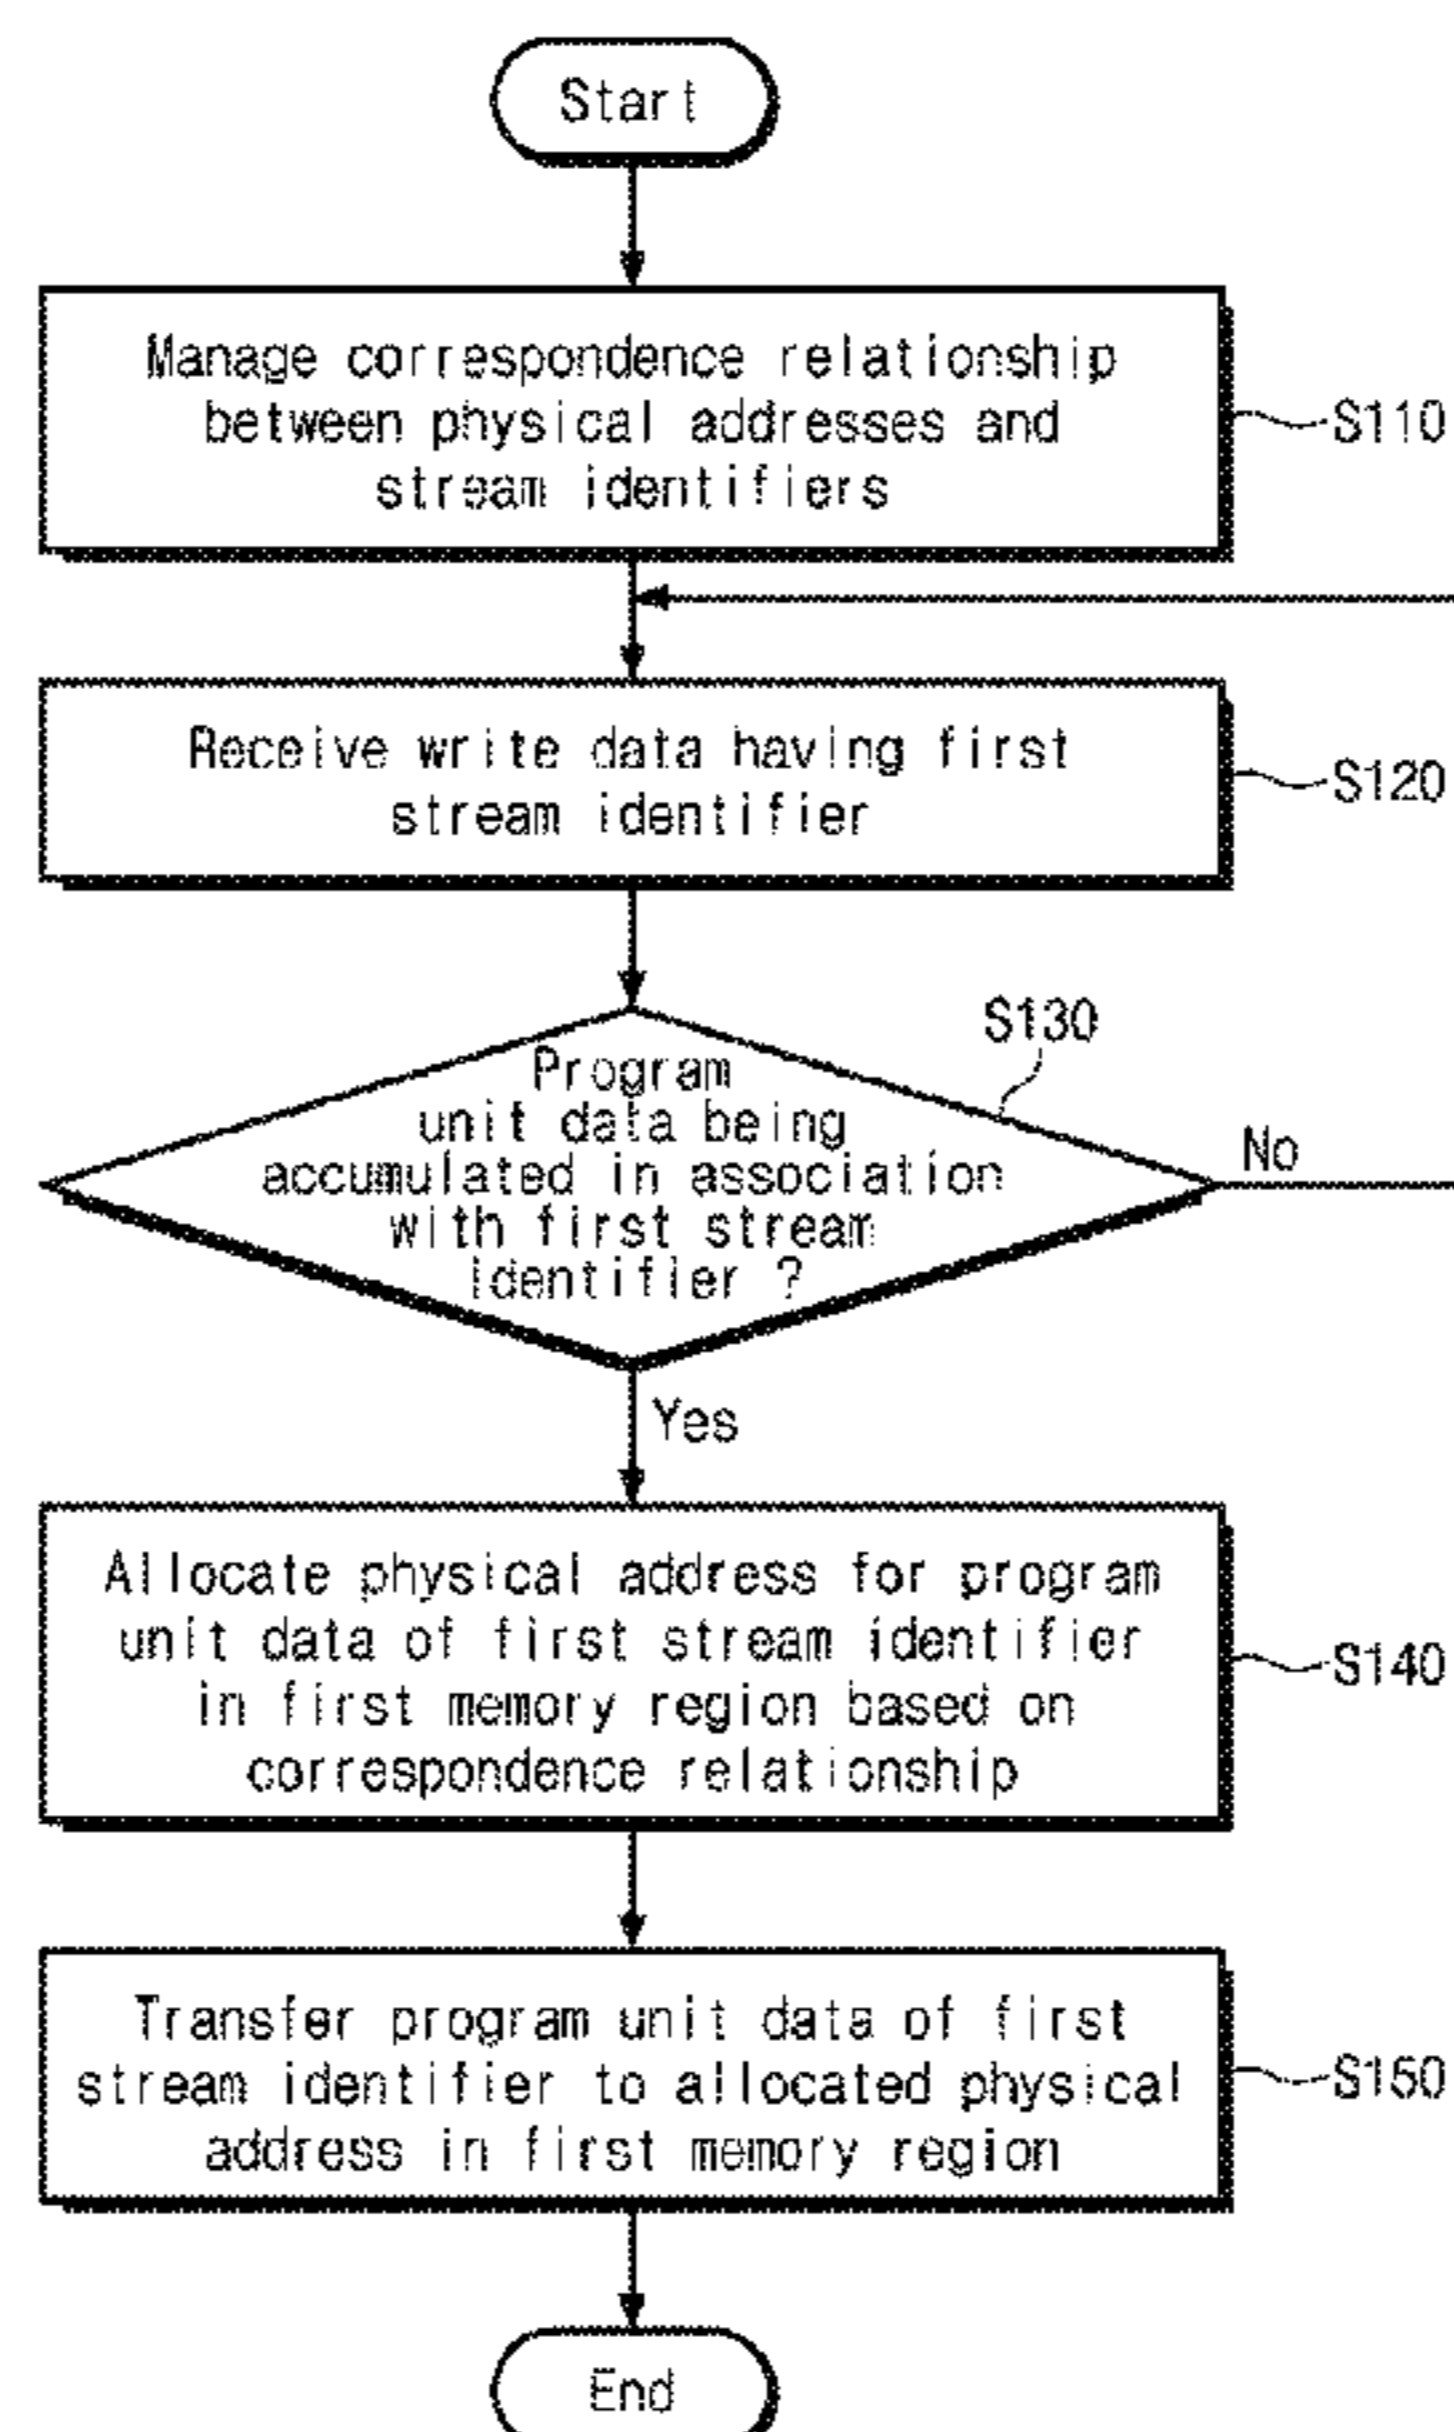 Start
Manage correspondence relationship
between physical addresses and
stream identifiers
S110
Receive write data having first
stream identifier
S120
S130
Program
unit data being
accumulated in association
with first stream
identifier ?
No
Yes
Allocate physical address for program
unit data of first stream identifier
in first memory region based on
correspondence relationship
S140
Transfer program unit data of first
stream identifier to allocated physical
address in first memory region
S150
End